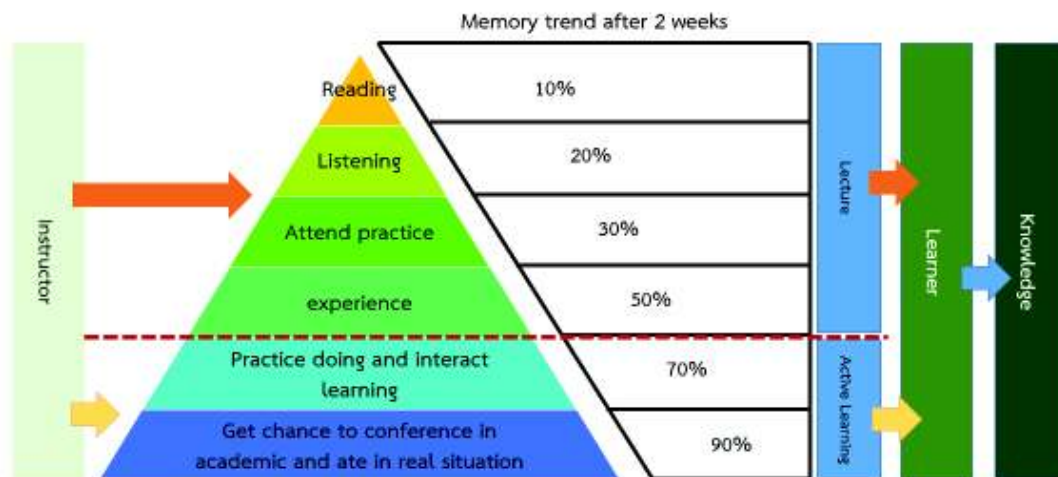 Memory trend after 2 weeks
Instructor
Reading
10%
Listening
20%
Attend practice
30%
experience
50%
Practice doing and interact
learning
70%
Get chance to conference in
academic and ate in real situation
90%
Lecture
Active Learning
Learner
Knowledge